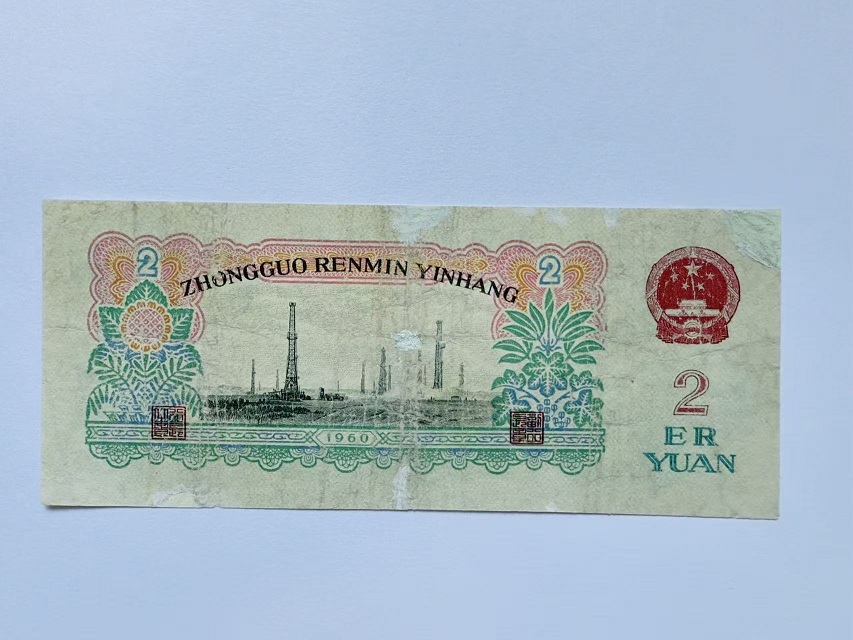 2
2
ZHONGGUO RENMIN YINHANG
1960
2
ER
YUAN